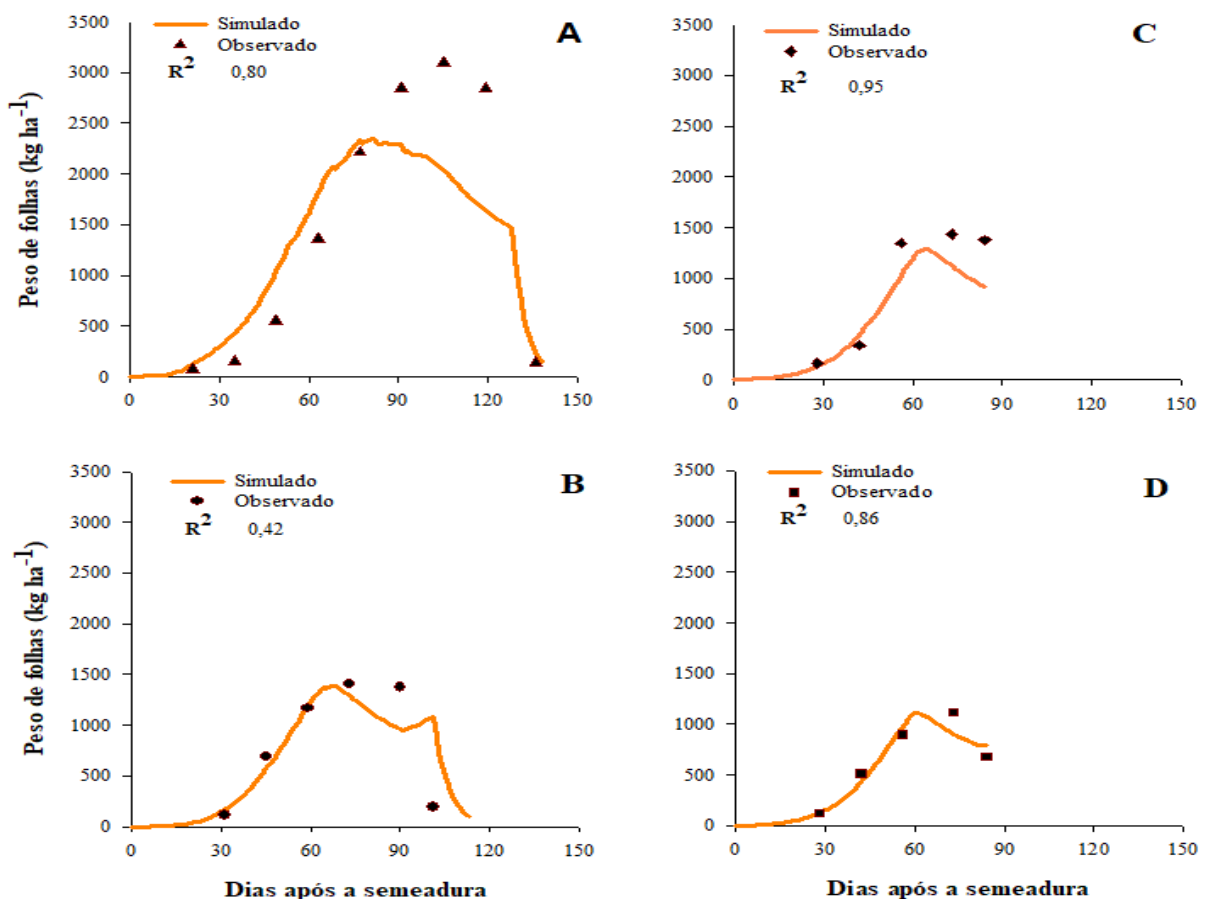 Peso de folhas (kg ha⁻¹)
3500
3000
2500
2000
1500
1000
500
0
0 30 60 90 120 150
Simulado
Observado
R² 0,80
A
3500
3000
2500
2000
1500
1000
500
0
0 30 60 90 120 150
Simulado
Observado
R² 0,95
C
Peso de folhas (kg ha⁻¹)
3500
3000
2500
2000
1500
1000
500
0
0 30 60 90 120 150
Simulado
Observado
R² 0,42
B
Dias após a semeadura
3500
3000
2500
2000
1500
1000
500
0
0 30 60 90 120 150
Simulado
Observado
R² 0,86
D
Dias após a semeadura